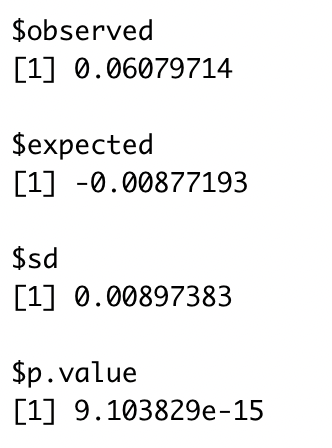 $observed
[1] 0.06079714
$expected
[1] -0.00877193
$sd
[1] 0.00897383
$p.value
[1] 9.103829e-15